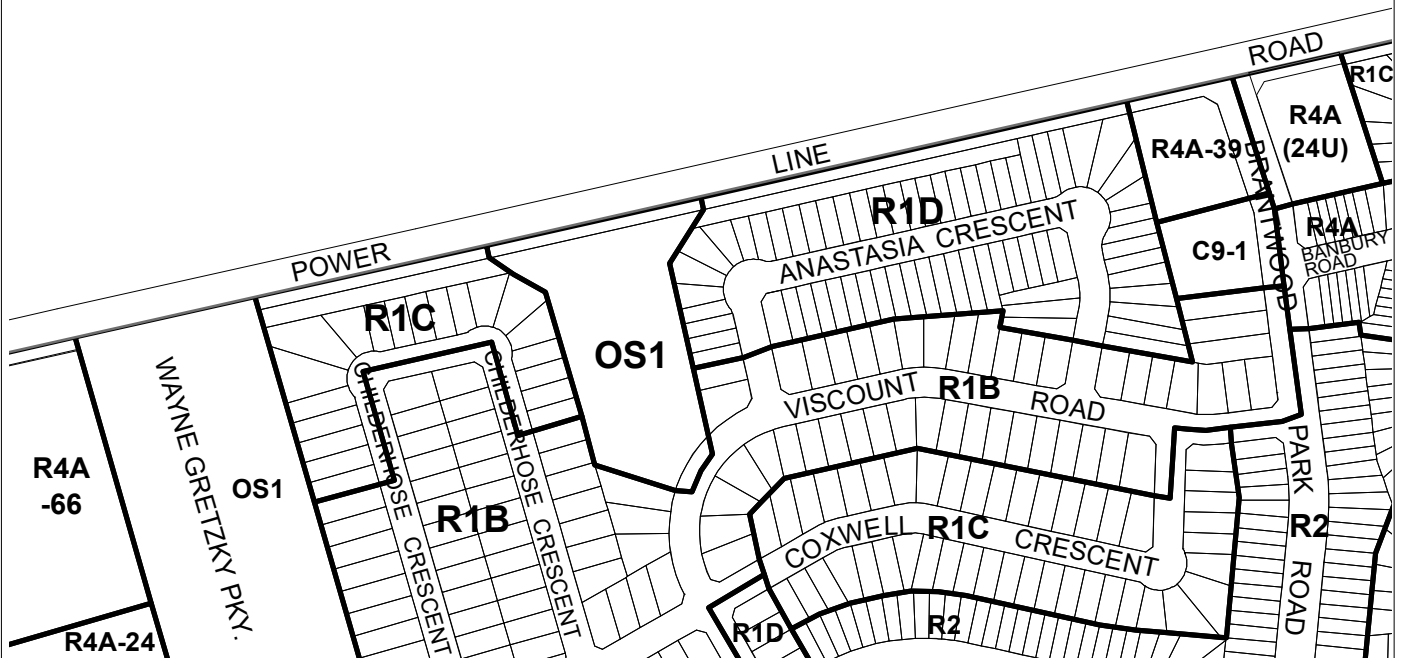 ROAD
R1C
R4A
(24U)
R4A-39
LINE
R1D
ANASTASIA CRESCENT
BRANTWOOD
R4A
BANBURY
ROAD
C9-1
POWER
R1C
OS1
CHILDERHOSE CRESCENT
CHILDERHOSE CRESCENT
VISCOUNT ROAD
R1B
WAYNE GRETZKY PKY.
R4A
-66
OS1
R1B
PARK ROAD
R2
COXWELL CRESCENT
R1C
R1D
R2
R4A-24